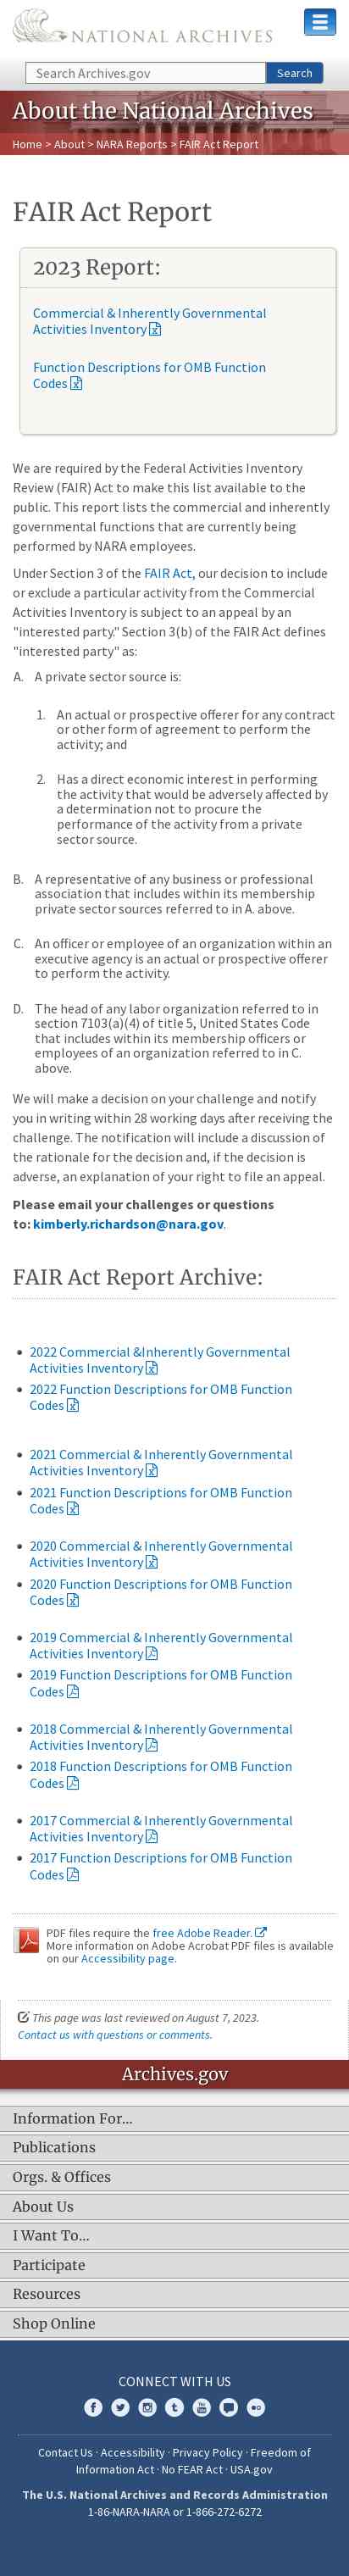 NATIONAL ARCHIVES
Search Archives.gov
Search
About the National Archives
Home > About > NARA Reports > FAIR Act Report
FAIR Act Report
2023 Report:
Commercial & Inherently Governmental
Activities Inventory
Function Descriptions for OMB Function
Codes
We are required by the Federal Activities Inventory
Review (FAIR) Act to make this list available to the
public. This report lists the commercial and inherently
governmental functions that are currently being
performed by NARA employees.
Under Section 3 of the FAIR Act, our decision to include
or exclude a particular activity from the Commercial
Activities Inventory is subject to an appeal by an
"interested party." Section 3(b) of the FAIR Act defines
"interested party" as:
A. A private sector source is:
1. An actual or prospective offerer for any contract
or other form of agreement to perform the
activity; and
2. Has a direct economic interest in performing
the activity that would be adversely affected by
a determination not to procure the
performance of the activity from a private
sector source.
B. A representative of any business or professional
association that includes within its membership
private sector sources referred to in A. above.
C. An officer or employee of an organization within an
executive agency is an actual or prospective offerer
to perform the activity.
D. The head of any labor organization referred to in
section 7103(a)(4) of title 5, United States Code
that includes within its membership officers or
employees of an organization referred to in C.
above.
We will make a decision on your challenge and notify
you in writing within 28 working days after receiving the
challenge. The notification will include a discussion of
the rationale for the decision and, if the decision is
adverse, an explanation of your right to file an appeal.
Please email your challenges or questions
to: kimberly.richardson@nara.gov.
FAIR Act Report Archive:
2022 Commercial &Inherently Governmental
Activities Inventory
2022 Function Descriptions for OMB Function
Codes
2021 Commercial & Inherently Governmental
Activities Inventory
2021 Function Descriptions for OMB Function
Codes
2020 Commercial & Inherently Governmental
Activities Inventory
2020 Function Descriptions for OMB Function
Codes
2019 Commercial & Inherently Governmental
Activities Inventory
2019 Function Descriptions for OMB Function
Codes
2018 Commercial & Inherently Governmental
Activities Inventory
2018 Function Descriptions for OMB Function
Codes
2017 Commercial & Inherently Governmental
Activities Inventory
2017 Function Descriptions for OMB Function
Codes
PDF files require the free Adobe Reader.
More information on Adobe Acrobat PDF files is available
on our Accessibility page.
This page was last reviewed on August 7, 2023.
Contact us with questions or comments.
Archives.gov
Information For…
Publications
Orgs. & Offices
About Us
I Want To…
Participate
Resources
Shop Online
CONNECT WITH US
Contact Us · Accessibility · Privacy Policy · Freedom of
Information Act · No FEAR Act · USA.gov
The U.S. National Archives and Records Administration
1-86-NARA-NARA or 1-866-272-6272